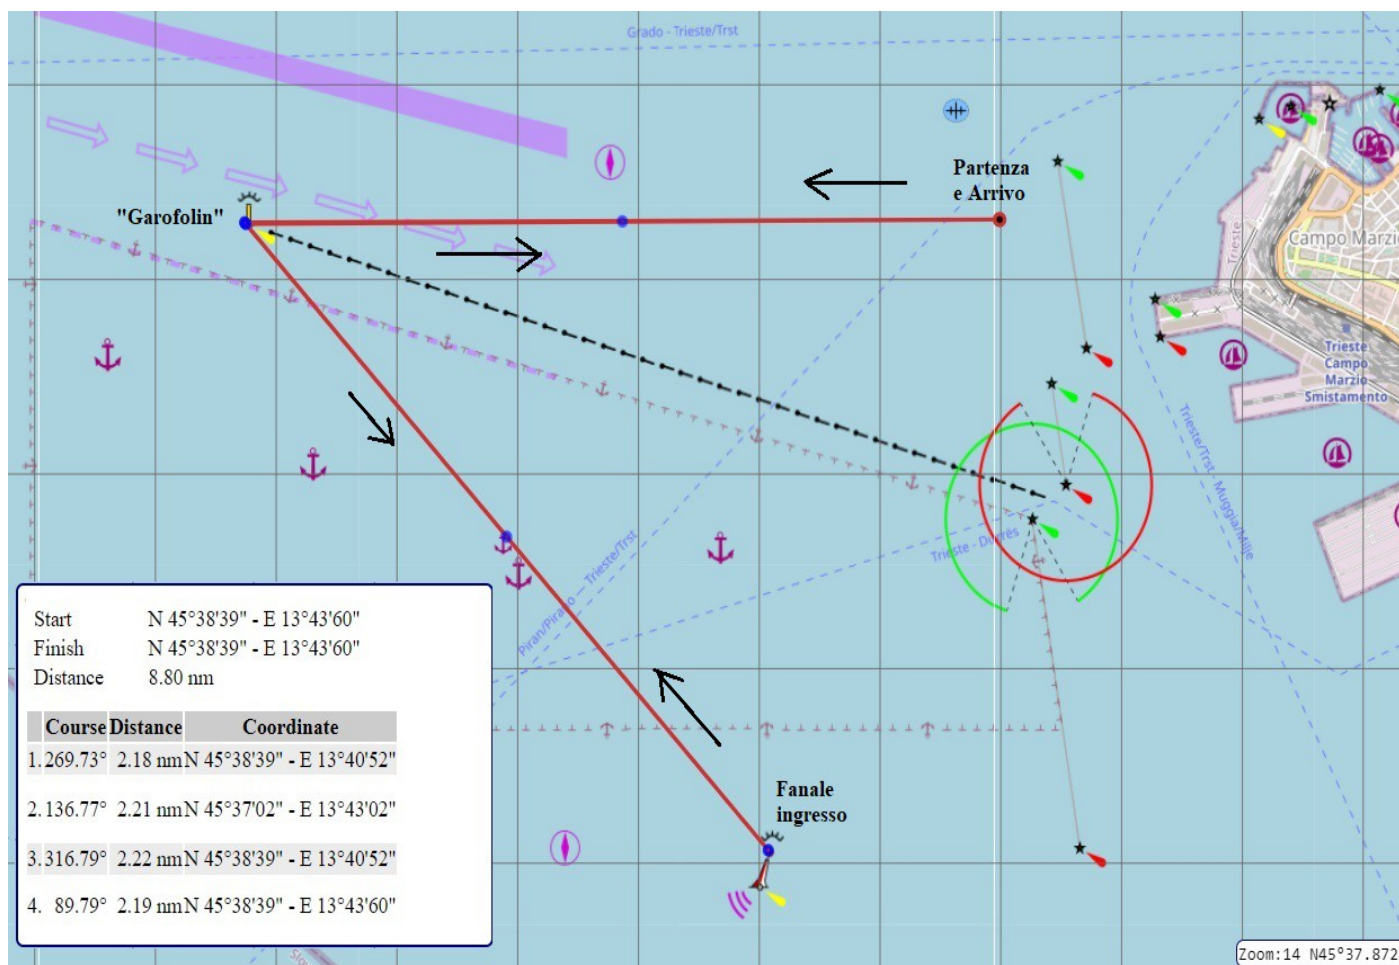 Grado - Trieste/Trst
Partenza
e Arrivo
"Garofolin"
Trieste
Campo Marzio
Trieste
Campo
Marzio
Smistamento
Trieste/Trst - Muggia/Milje
Trieste - Durrës
Piran/Pirano - Trieste/Trst
Fanale
ingresso
Start N 45°38'39" - E 13°43'60"
Finish N 45°38'39" - E 13°43'60"
Distance 8.80 nm
Course Distance Coordinate
1. 269.73° 2.18 nm N 45°38'39" - E 13°40'52"
2. 136.77° 2.21 nm N 45°37'02" - E 13°43'02"
3. 316.79° 2.22 nm N 45°38'39" - E 13°40'52"
4. 89.79° 2.19 nm N 45°38'39" - E 13°43'60"
Zoom:14 N45°37.872